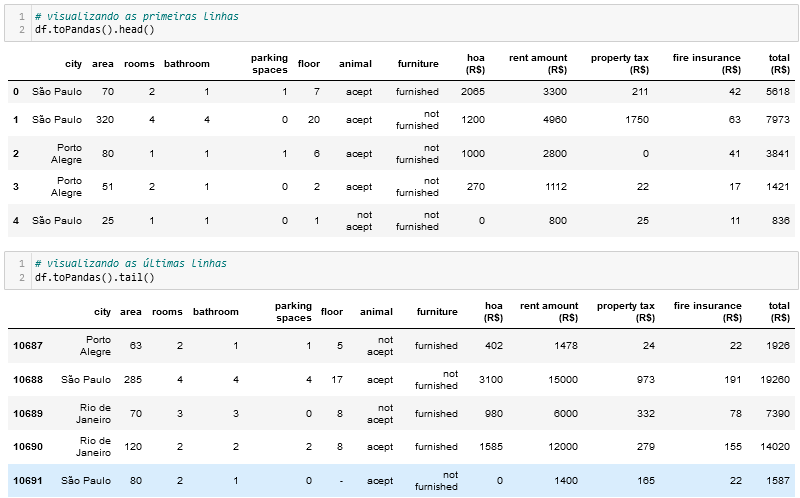 1 # visualizando as primeiras linhas
2 df.toPandas().head()
city area rooms bathroom parking spaces floor animal furniture hoa (R$) rent amount (R$) property tax (R$) fire insurance (R$) total (R$)
0 São Paulo 70 2 1 1 7 acept furnished 2065 3300 211 42 5618
1 São Paulo 320 4 4 0 20 acept not furnished 1200 4960 1750 63 7973
2 Porto Alegre 80 1 1 1 6 acept not furnished 1000 2800 0 41 3841
3 Porto Alegre 51 2 1 0 2 acept not furnished 270 1112 22 17 1421
4 São Paulo 25 1 1 0 1 not acept not furnished 0 800 25 11 836
1 # visualizando as últimas linhas
2 df.toPandas().tail()
city area rooms bathroom parking spaces floor animal furniture hoa (R$) rent amount (R$) property tax (R$) fire insurance (R$) total (R$)
10687 Porto Alegre 63 2 1 1 5 not acept furnished 402 1478 24 22 1926
10688 São Paulo 285 4 4 4 17 acept not furnished 3100 15000 973 191 19260
10689 Rio de Janeiro 70 3 3 0 8 not acept furnished 980 6000 332 78 7390
10690 Rio de Janeiro 120 2 2 2 8 acept furnished 1585 12000 279 155 14020
10691 São Paulo 80 2 1 0 - acept not furnished 0 1400 165 22 1587